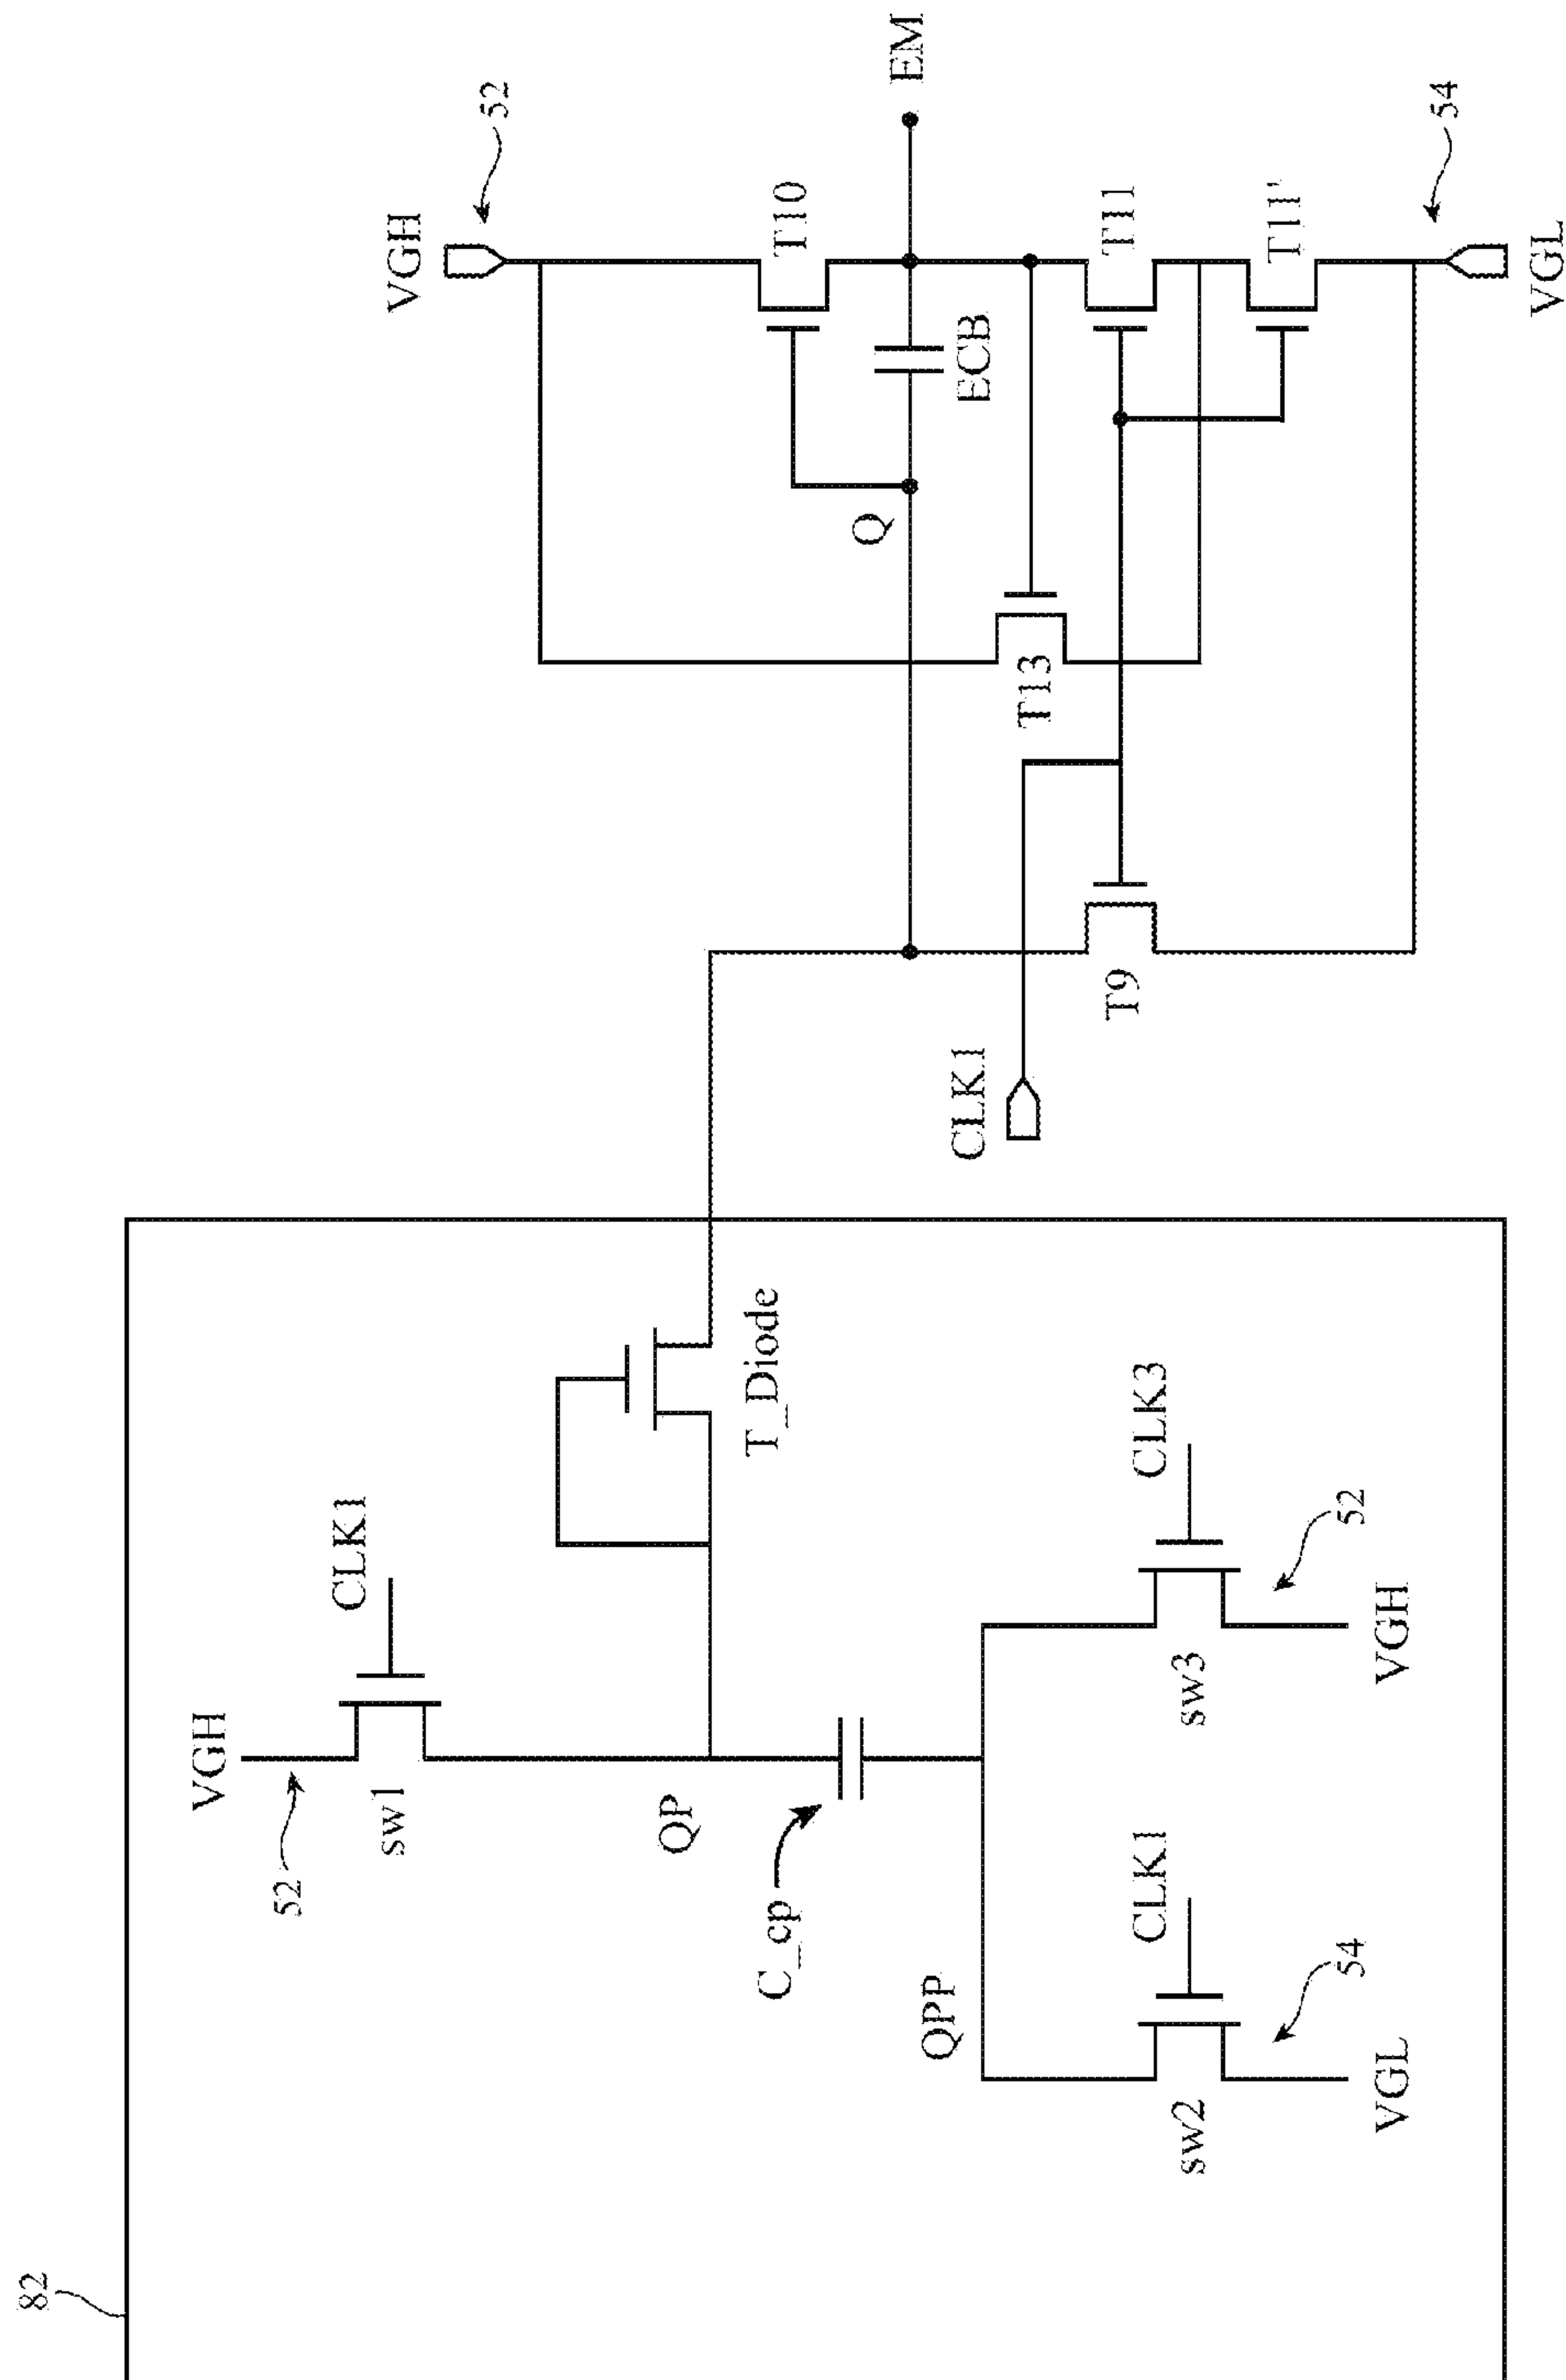 82
VGH
52
CLK1
sw1
QP
T_Diode
C_cp
QPP
CLK1
sw2
54
VGL
CLK3
sw3
52
VGH
VGH
52
T10
EM
Q
ECB
T13
CLK1
T9
T11
T11'
54
VGL